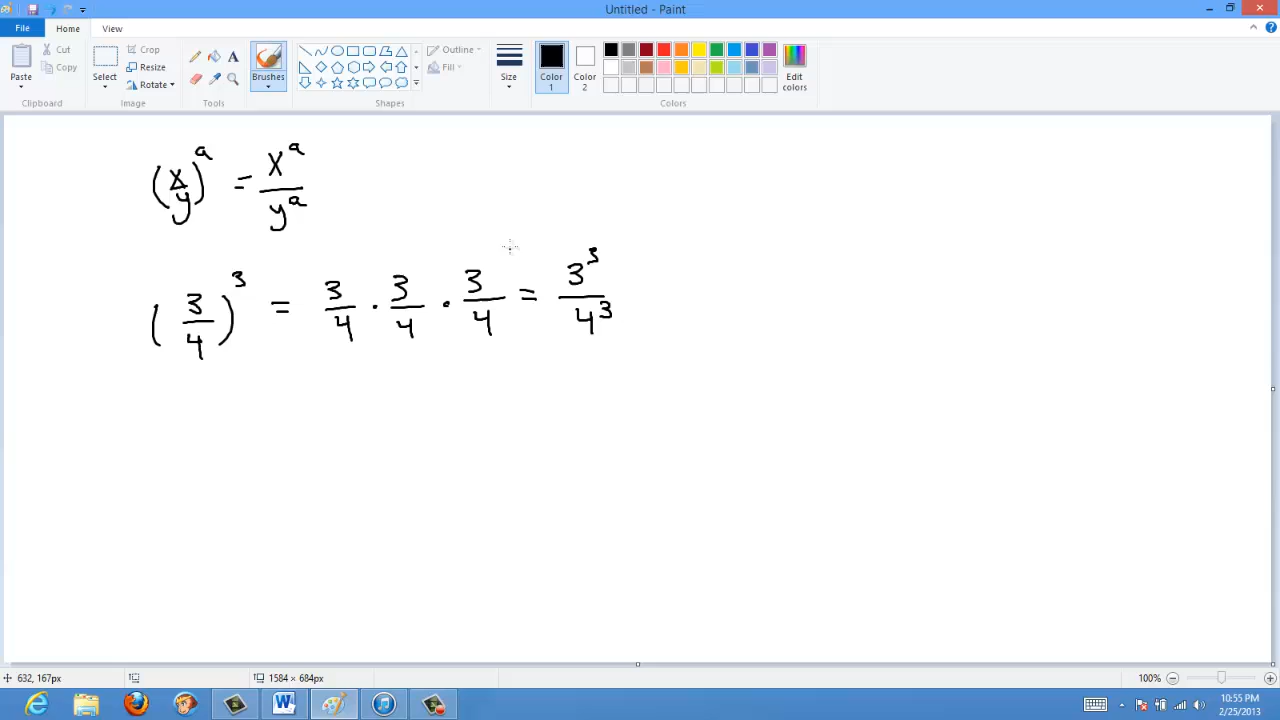 Untitled - Paint
File Home View
Paste Cut Copy Select Crop Resize Rotate A Brushes Outline Fill Size Color 1 Color 2 Edit colors
Clipboard Image Tools Shapes Colors
(x/y)^a = x^a/y^a
(3/4)^3 = 3/4 · 3/4 · 3/4 = 3^3/4^3
632, 167px 1584 × 684px 100%
10:55 PM
2/25/2013